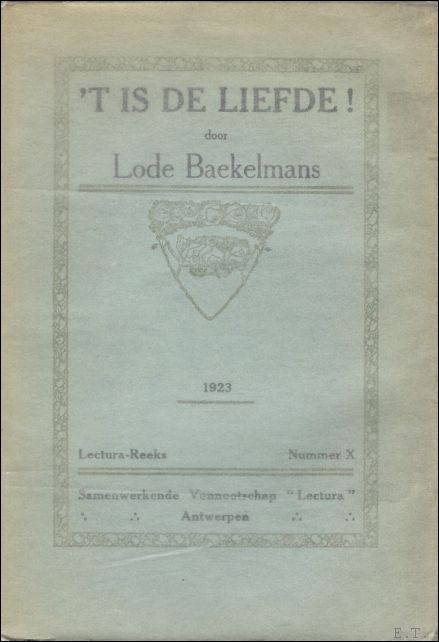 'T IS DE LIEFDE !
door
Lode Baekelmans
1923
Lectura-Reeks Nummer X
Samenwerkende Vennootschap “ Lectura ”
Antwerpen
E.T.